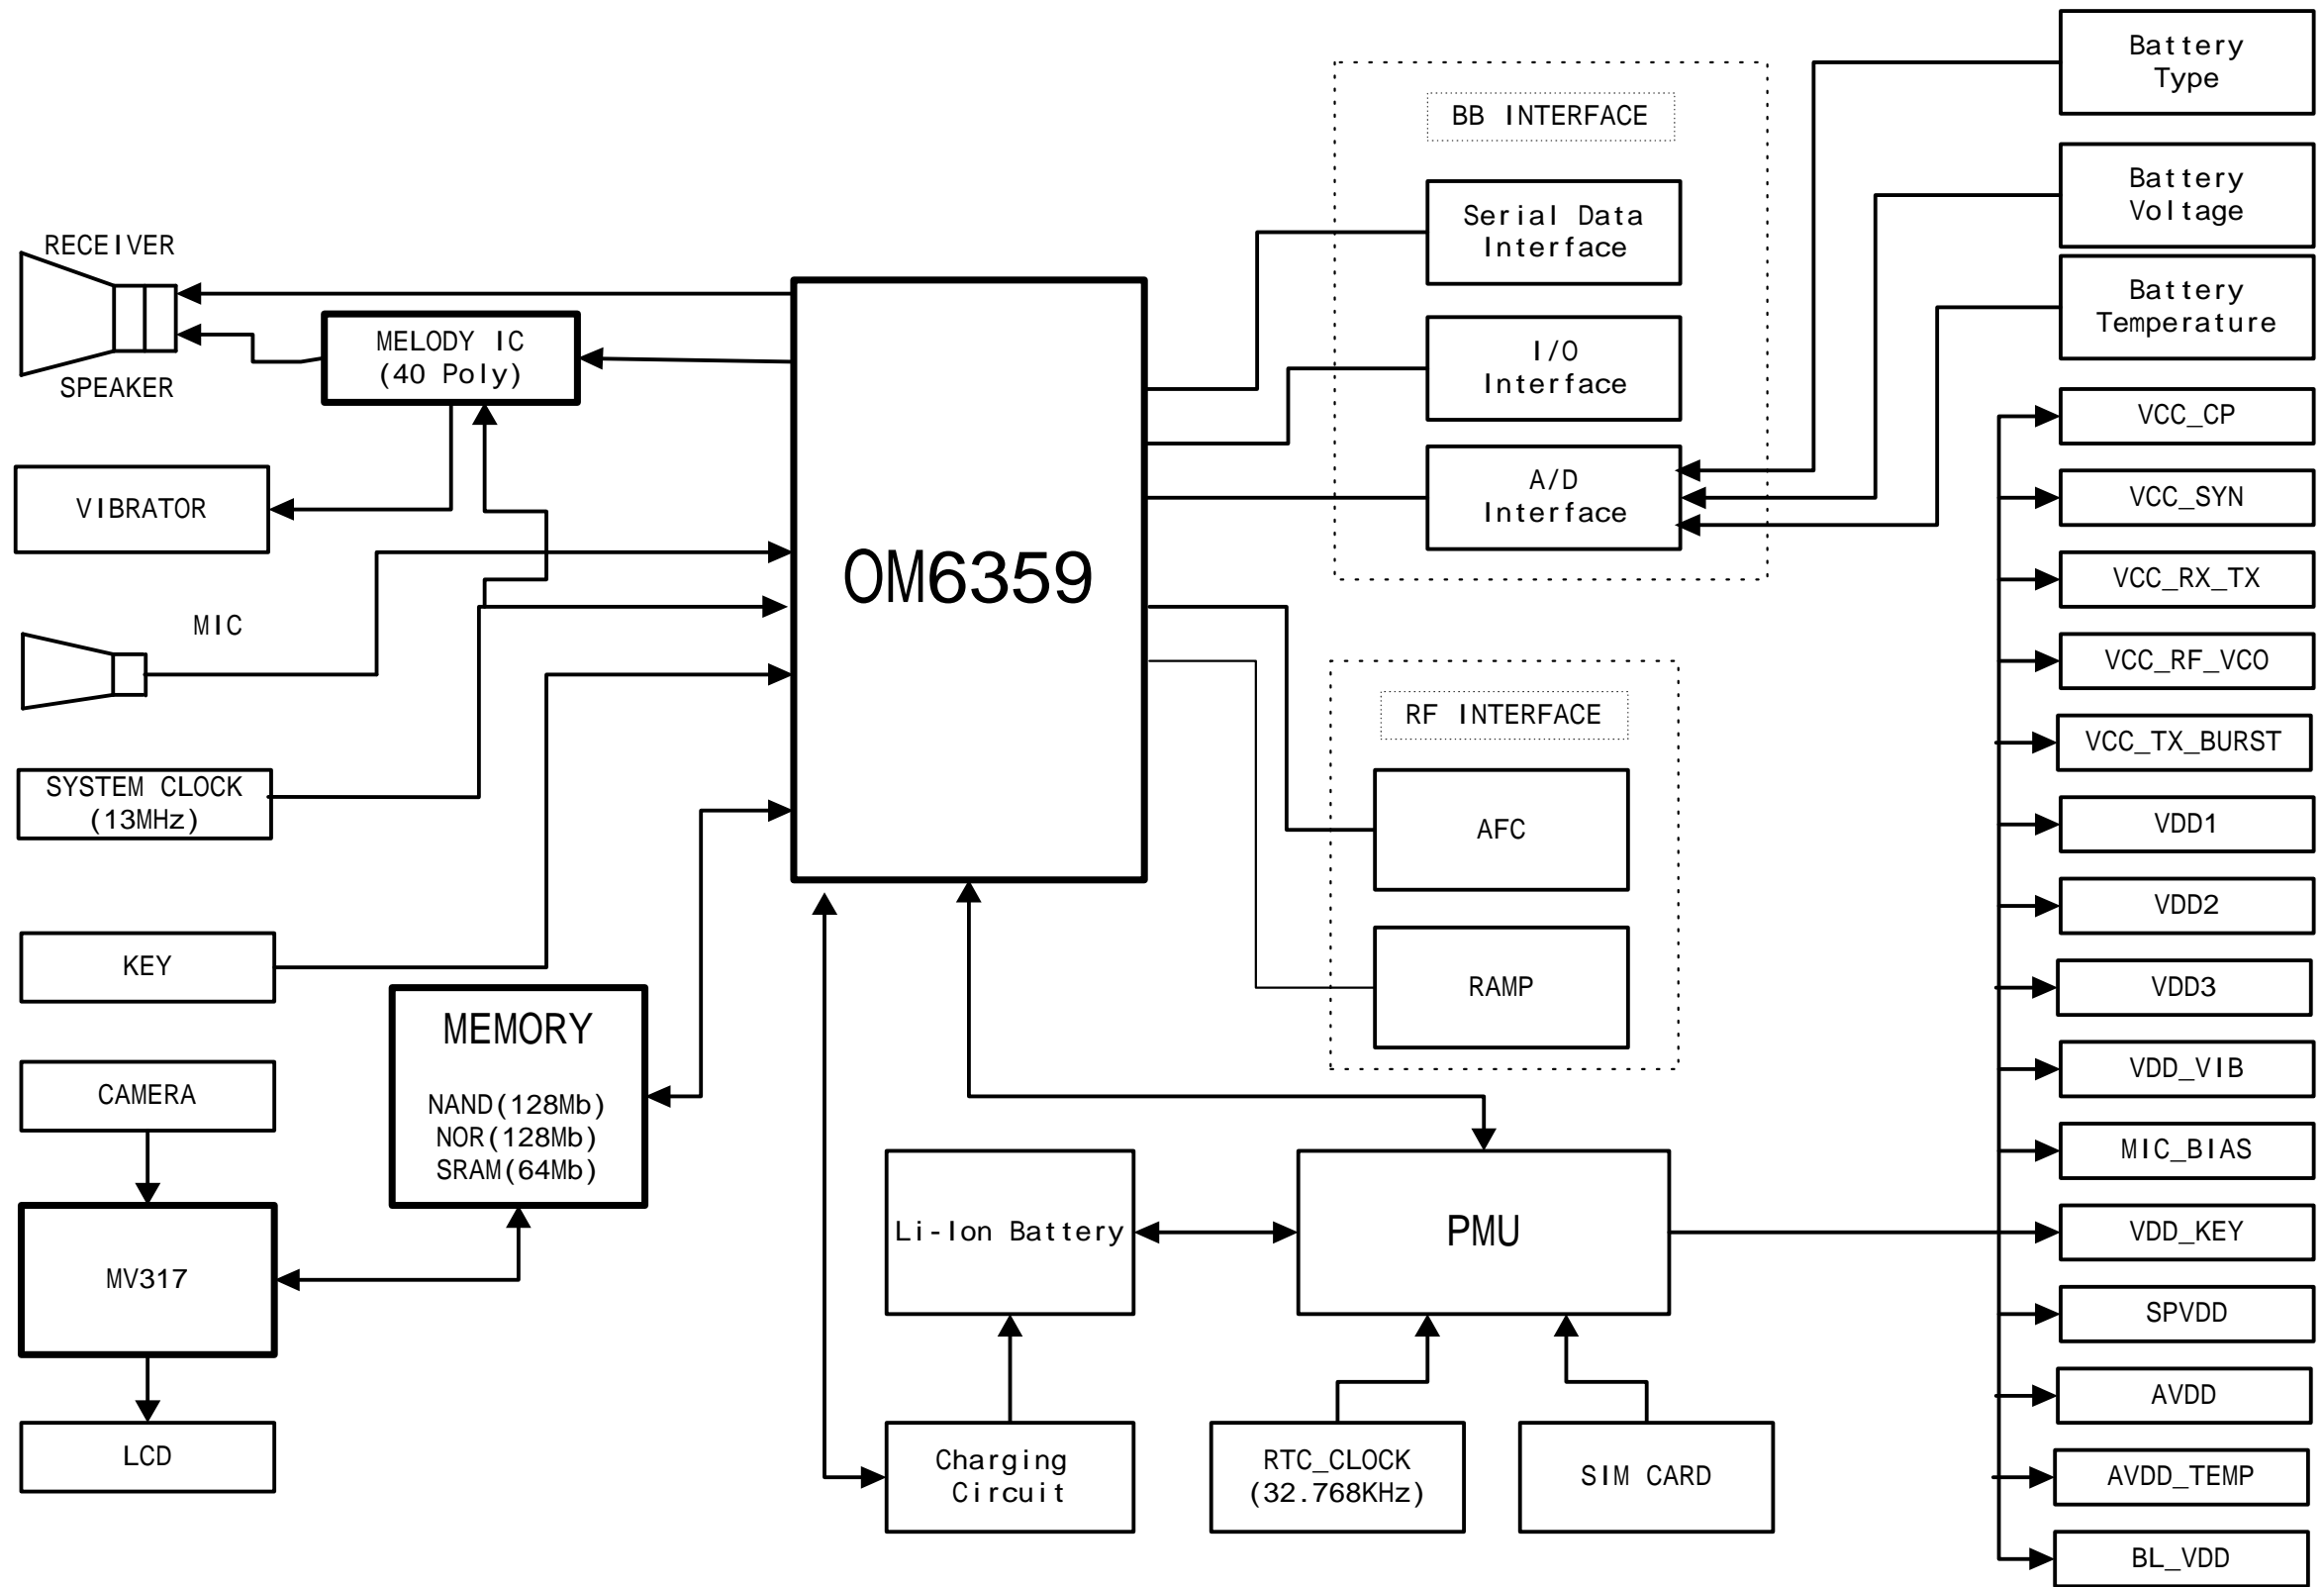 RECEIVER
SPEAKER
MELODY IC
(40 Poly)
VIBRATOR
MIC
SYSTEM CLOCK
(13MHz)
KEY
MEMORY
NAND(128Mb)
NOR(128Mb)
SRAM(64Mb)
CAMERA
MV317
LCD
OM6359
BB INTERFACE
Serial Data
Interface
I/O
Interface
A/D
Interface
RF INTERFACE
AFC
RAMP
Li-Ion Battery
PMU
Charging
Circuit
RTC_CLOCK
(32.768KHz)
SIM CARD
Battery
Type
Battery
Voltage
Battery
Temperature
VCC_CP
VCC_SYN
VCC_RX_TX
VCC_RF_VCO
VCC_TX_BURST
VDD1
VDD2
VDD3
VDD_VIB
MIC_BIAS
VDD_KEY
SPVDD
AVDD
AVDD_TEMP
BL_VDD